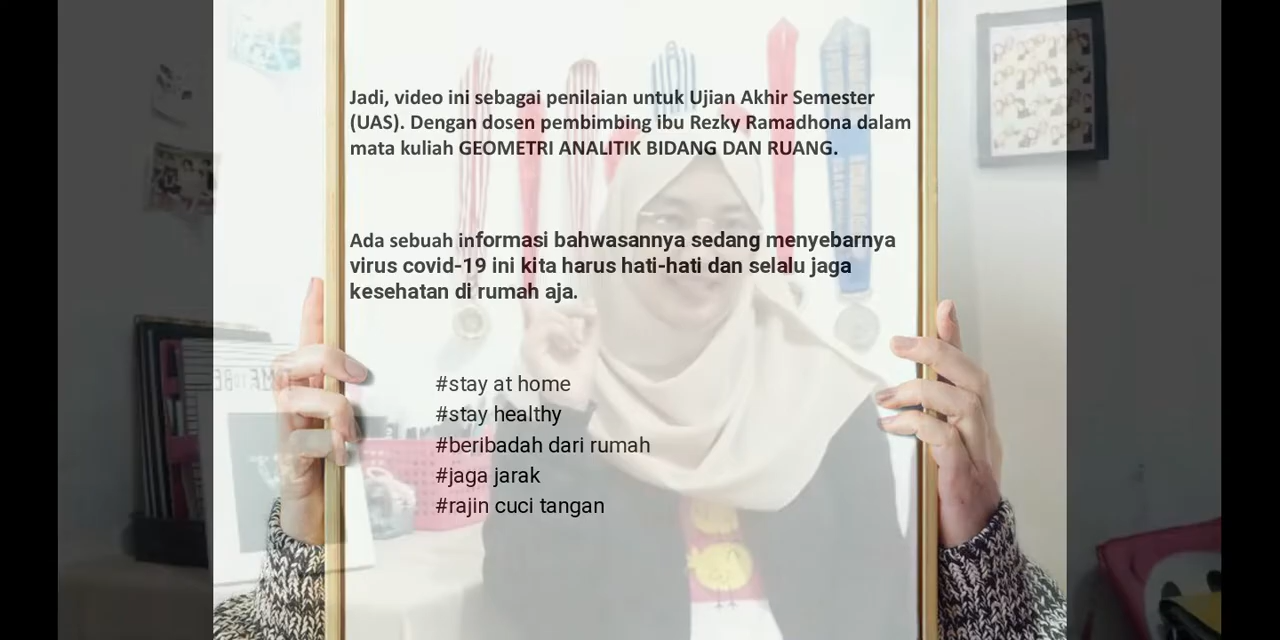 Jadi, video ini sebagai penilaian untuk Ujian Akhir Semester
(UAS). Dengan dosen pembimbing ibu Rezky Ramadhona dalam
mata kuliah GEOMETRI ANALITIK BIDANG DAN RUANG.
Ada sebuah informasi bahwasannya sedang menyebarnya
virus covid-19 ini kita harus hati-hati dan selalu jaga
kesehatan di rumah aja.
#stay at home
#stay healthy
#beribadah dari rumah
#jaga jarak
#rajin cuci tangan